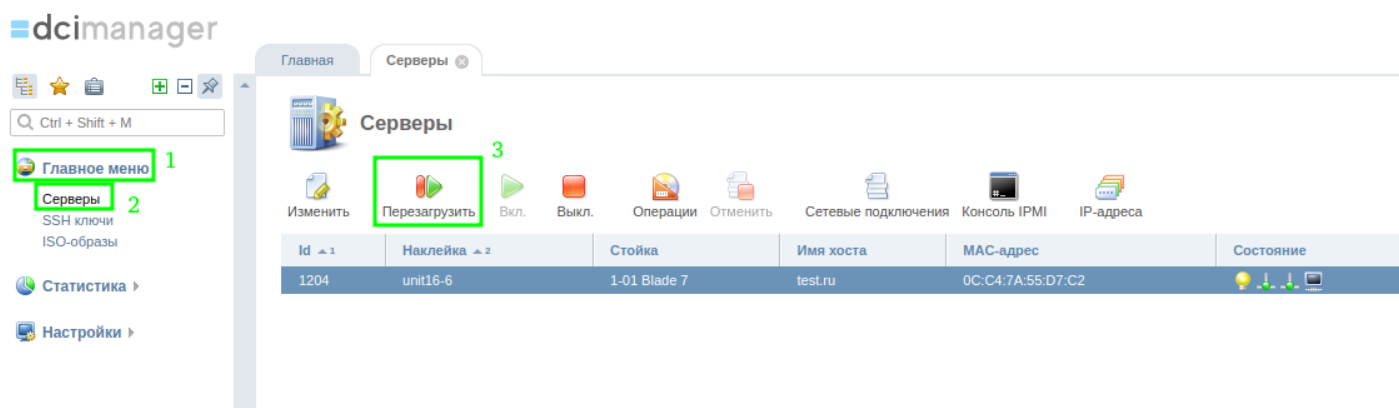 dcimanager
Главная
Серверы
Ctrl + Shift + M
Серверы
Главное меню
1
Серверы
2
SSH ключи
ISO-образы
Статистика
Настройки
3
Изменить
Перезагрузить
Вкл.
Выкл.
Операции
Отменить
Сетевые подключения
Консоль IPMI
IP-адреса
Id 1 Наклейка 2 Стойка Имя хоста MAC-адрес Состояние
1204 unit16-6 1-01 Blade 7 test.ru 0C:C4:7A:55:D7:C2